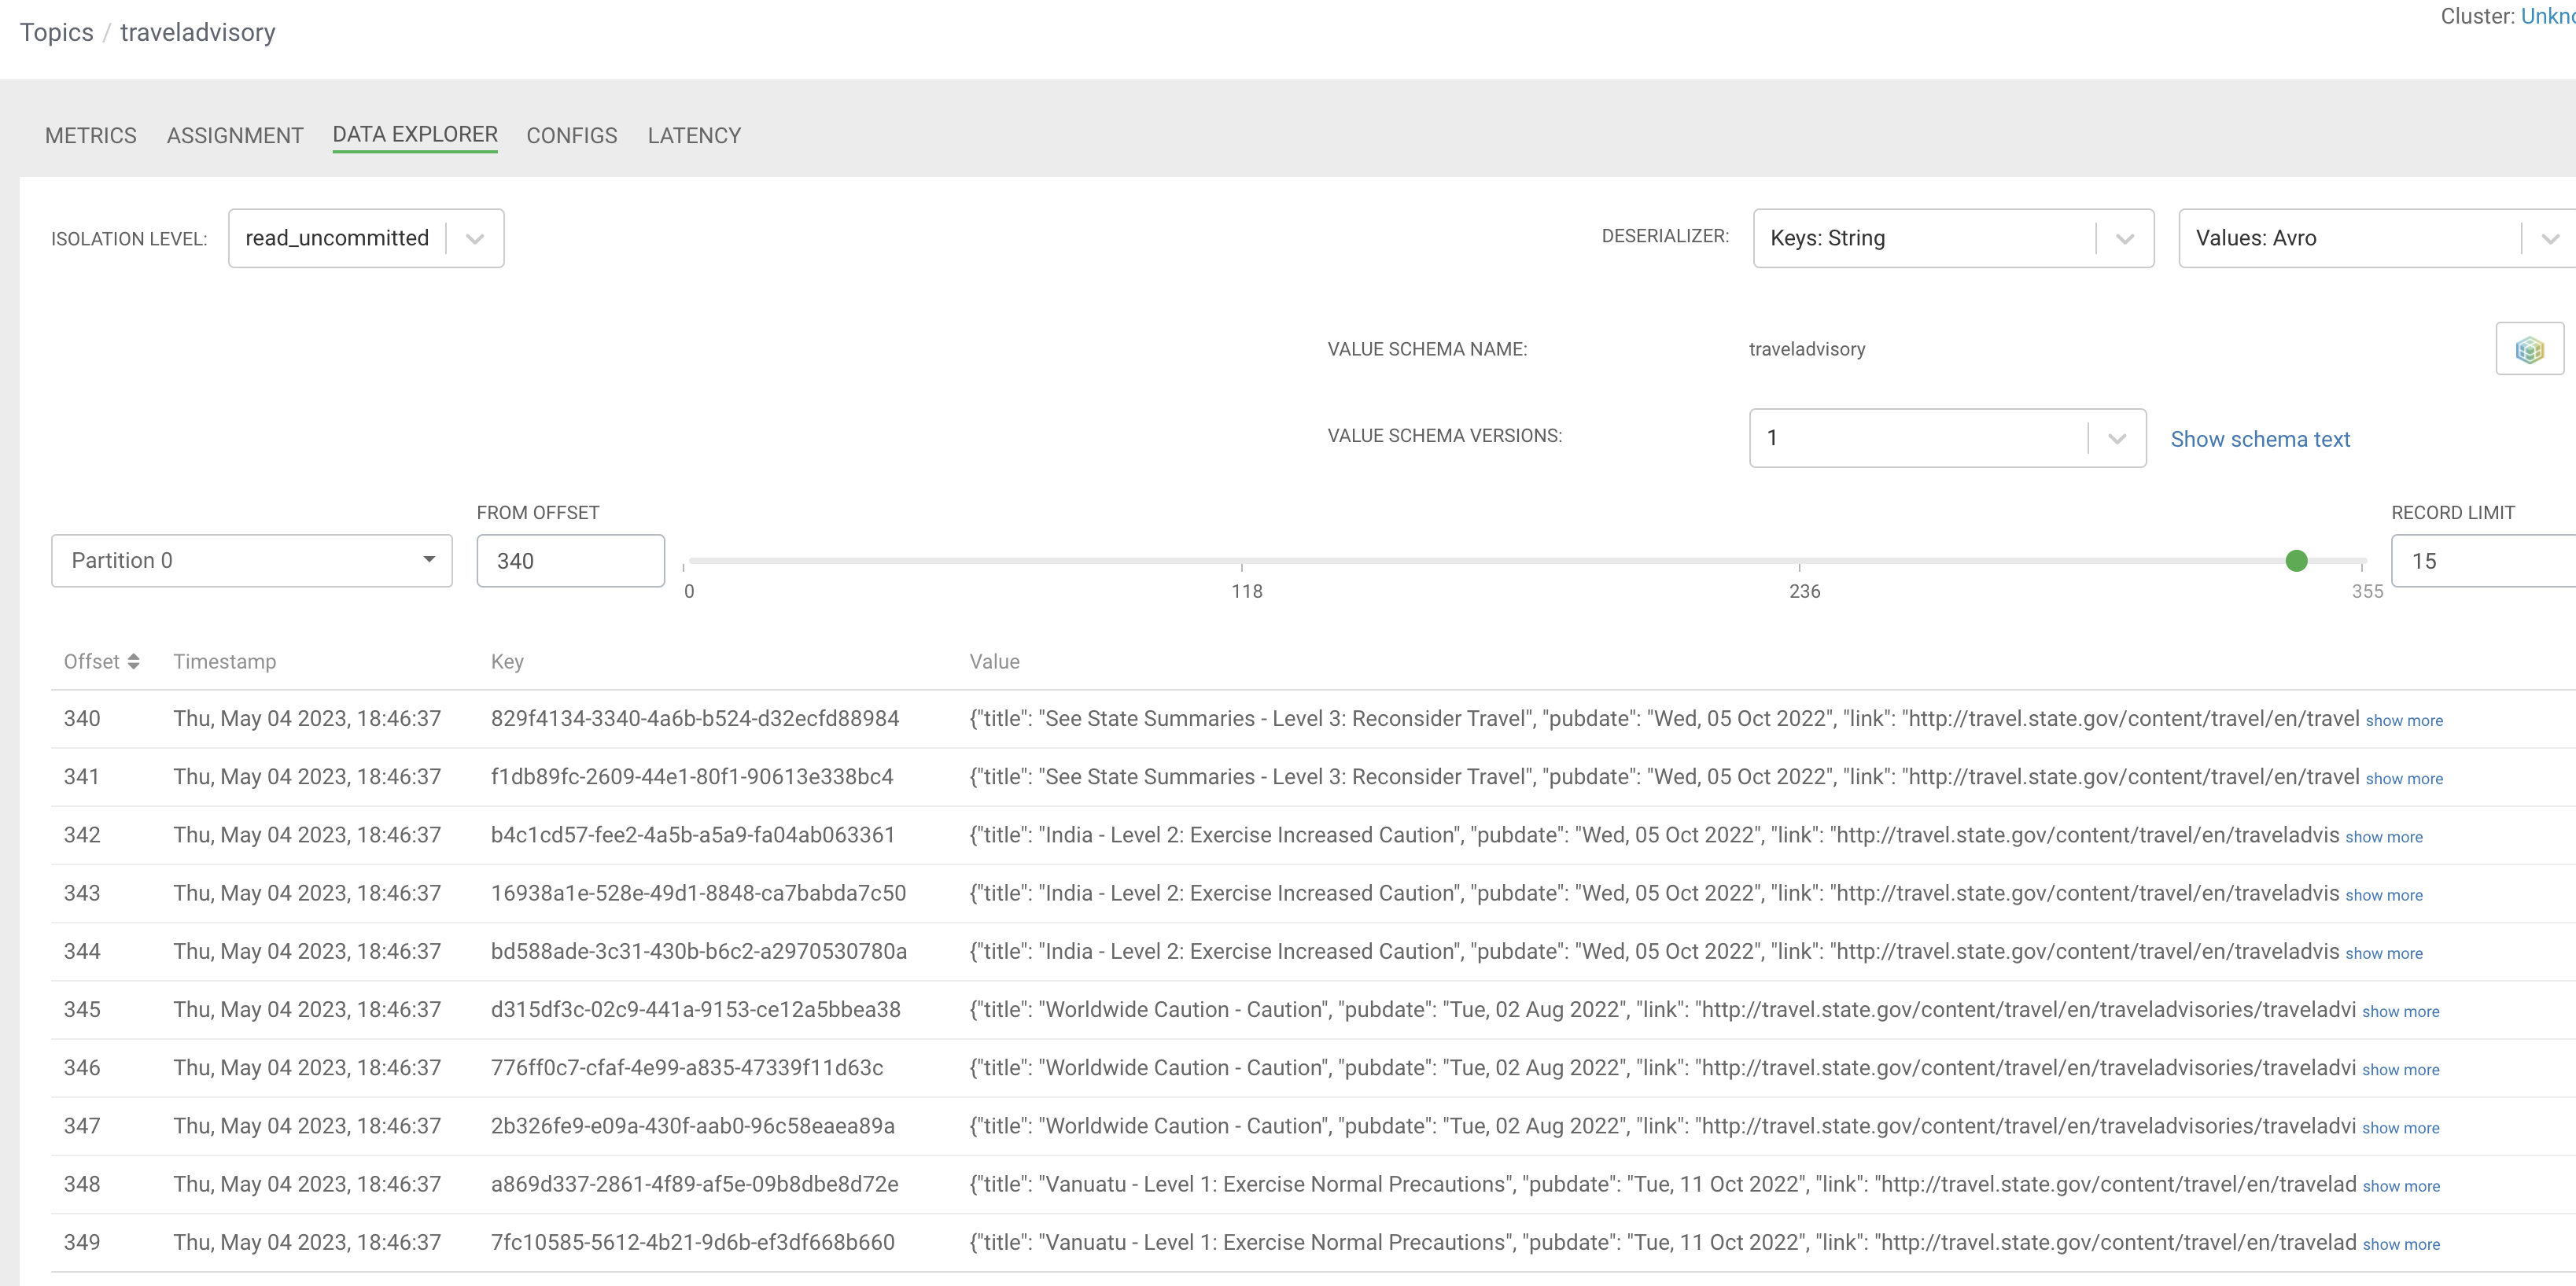 Topics / traveladvisory
Cluster: Unkno
METRICS ASSIGNMENT DATA EXPLORER CONFIGS LATENCY
ISOLATION LEVEL: read_uncommitted DESERIALIZER: Keys: String Values: Avro
VALUE SCHEMA NAME: traveladvisory
VALUE SCHEMA VERSIONS: 1 Show schema text
FROM OFFSET RECORD LIMIT
Partition 0 340 15
0 118 236 355
Offset Timestamp Key Value
340 Thu, May 04 2023, 18:46:37 829f4134-3340-4a6b-b524-d32ecfd88984 {"title": "See State Summaries - Level 3: Reconsider Travel", "pubdate": "Wed, 05 Oct 2022", "link": "http://travel.state.gov/content/travel/en/travel show more
341 Thu, May 04 2023, 18:46:37 f1db89fc-2609-44e1-80f1-90613e338bc4 {"title": "See State Summaries - Level 3: Reconsider Travel", "pubdate": "Wed, 05 Oct 2022", "link": "http://travel.state.gov/content/travel/en/travel show more
342 Thu, May 04 2023, 18:46:37 b4c1cd57-fee2-4a5b-a5a9-fa04ab063361 {"title": "India - Level 2: Exercise Increased Caution", "pubdate": "Wed, 05 Oct 2022", "link": "http://travel.state.gov/content/travel/en/traveladvis show more
343 Thu, May 04 2023, 18:46:37 16938a1e-528e-49d1-8848-ca7babda7c50 {"title": "India - Level 2: Exercise Increased Caution", "pubdate": "Wed, 05 Oct 2022", "link": "http://travel.state.gov/content/travel/en/traveladvis show more
344 Thu, May 04 2023, 18:46:37 bd588ade-3c31-430b-b6c2-a2970530780a {"title": "India - Level 2: Exercise Increased Caution", "pubdate": "Wed, 05 Oct 2022", "link": "http://travel.state.gov/content/travel/en/traveladvis show more
345 Thu, May 04 2023, 18:46:37 d315df3c-02c9-441a-9153-ce12a5bbea38 {"title": "Worldwide Caution - Caution", "pubdate": "Tue, 02 Aug 2022", "link": "http://travel.state.gov/content/travel/en/traveladvisories/traveladvi show more
346 Thu, May 04 2023, 18:46:37 776ff0c7-cfaf-4e99-a835-47339f11d63c {"title": "Worldwide Caution - Caution", "pubdate": "Tue, 02 Aug 2022", "link": "http://travel.state.gov/content/travel/en/traveladvisories/traveladvi show more
347 Thu, May 04 2023, 18:46:37 2b326fe9-e09a-430f-aab0-96c58eaea89a {"title": "Worldwide Caution - Caution", "pubdate": "Tue, 02 Aug 2022", "link": "http://travel.state.gov/content/travel/en/traveladvisories/traveladvi show more
348 Thu, May 04 2023, 18:46:37 a869d337-2861-4f89-af5e-09b8dbe8d72e {"title": "Vanuatu - Level 1: Exercise Normal Precautions", "pubdate": "Tue, 11 Oct 2022", "link": "http://travel.state.gov/content/travel/en/travelad show more
349 Thu, May 04 2023, 18:46:37 7fc10585-5612-4b21-9d6b-ef3df668b660 {"title": "Vanuatu - Level 1: Exercise Normal Precautions", "pubdate": "Tue, 11 Oct 2022", "link": "http://travel.state.gov/content/travel/en/travelad show more